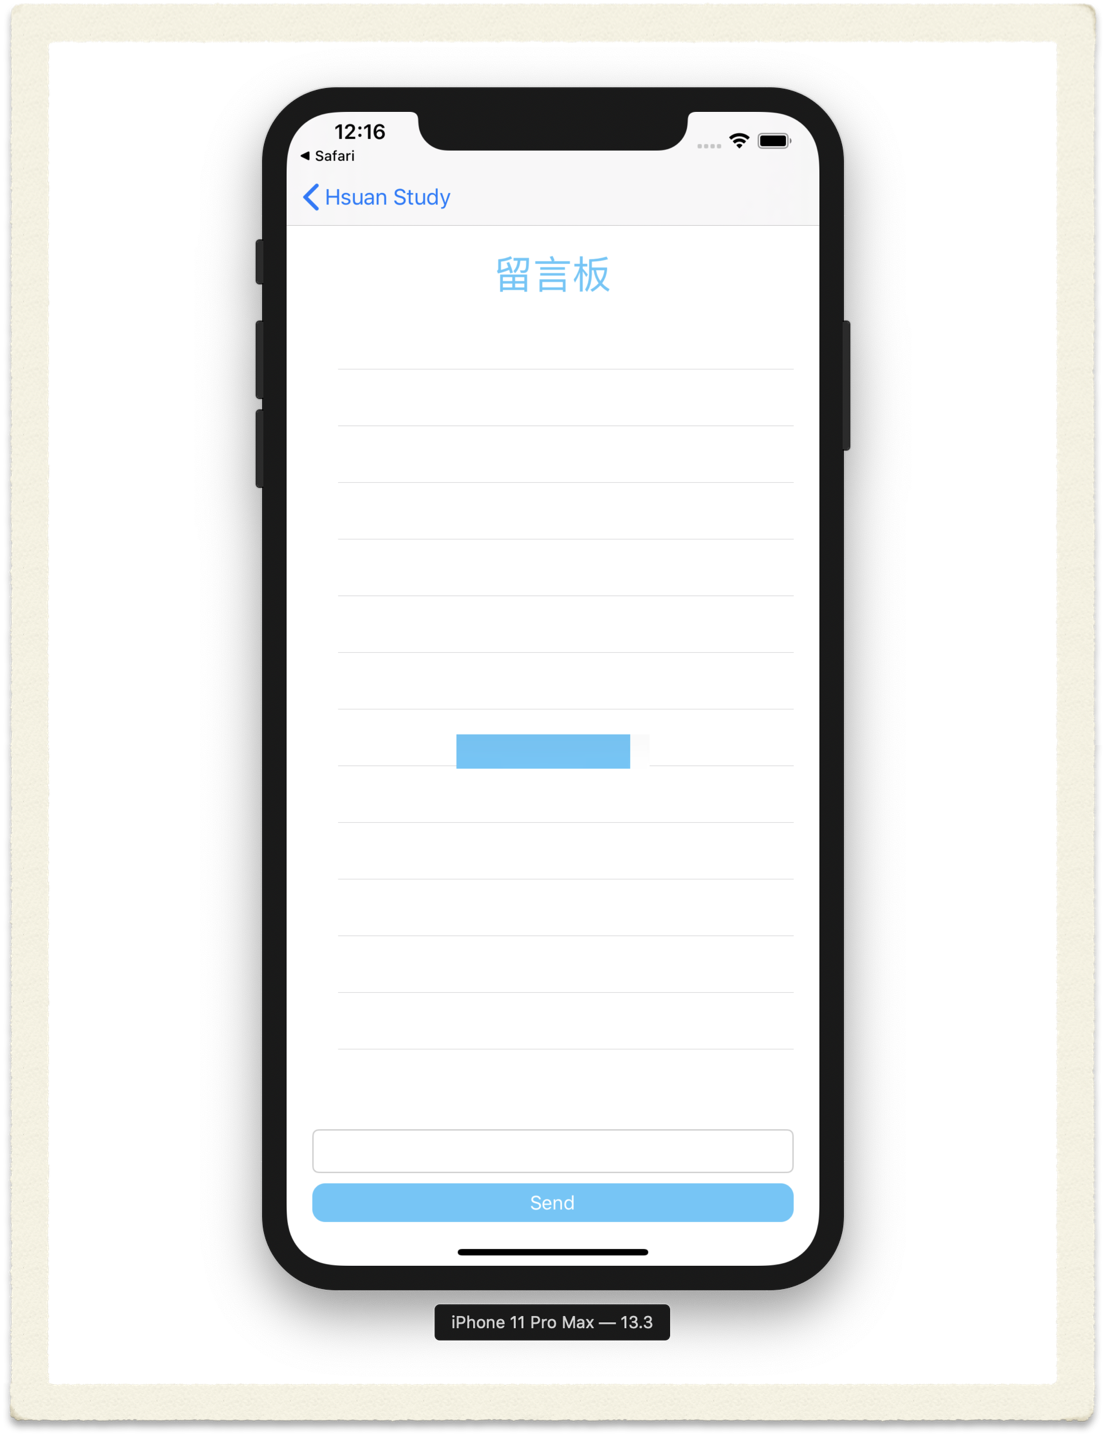 12:16
Safari
Hsuan Study
留言板
Send
iPhone 11 Pro Max — 13.3